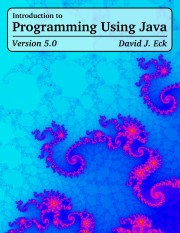 Introduction to
Programming Using Java
Version 5.0 David J. Eck